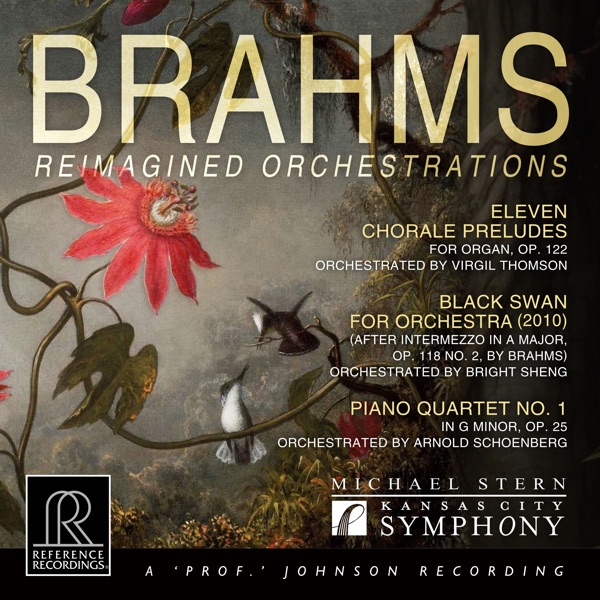 BRAHMS
REIMAGINED ORCHESTRATIONS
ELEVEN
CHORALE PRELUDES
FOR ORGAN, OP. 122
ORCHESTRATED BY VIRGIL THOMSON
BLACK SWAN
FOR ORCHESTRA (2010)
(AFTER INTERMEZZO IN A MAJOR,
OP. 118 NO. 2, BY BRAHMS)
ORCHESTRATED BY BRIGHT SHENG
PIANO QUARTET NO. 1
IN G MINOR, OP. 25
ORCHESTRATED BY ARNOLD SCHOENBERG
MICHAEL STERN
KANSAS CITY
SYMPHONY
RR
REFERENCE
RECORDINGS®
A ‘PROF.’ JOHNSON RECORDING